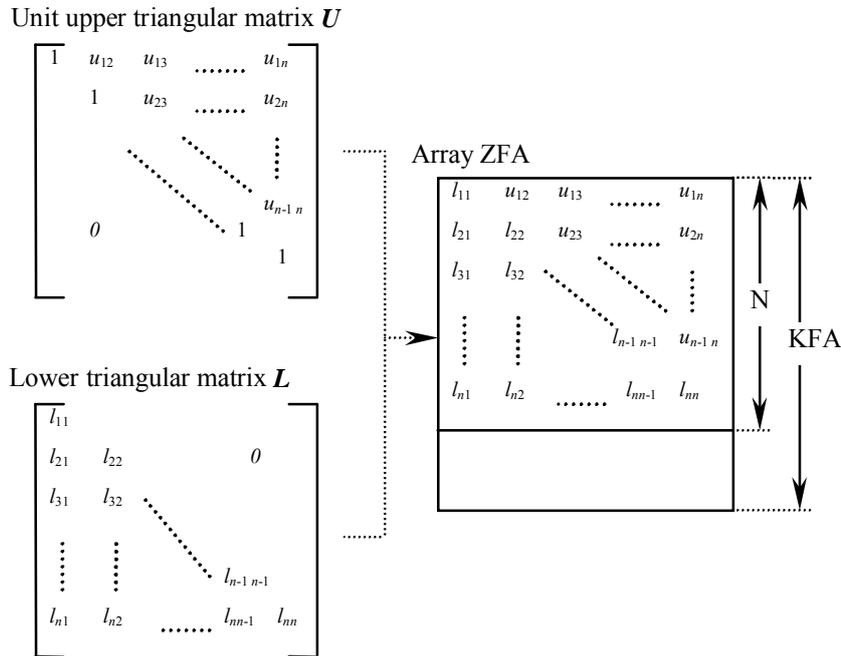 Unit upper triangular matrix U
1 u12 u13 ....... u1n
1 u23 ....... u2n
un-1 n
0 1
1
Lower triangular matrix L
l11
l21 l22 0
l31 l32
ln-1 n-1
ln1 ln2 ....... lnn-1 lnn
Array ZFA
l11 u12 u13 ....... u1n
l21 l22 u23 ....... u2n
l31 l32
ln-1 n-1 un-1 n
ln1 ln2 ....... lnn-1 lnn
N
KFA